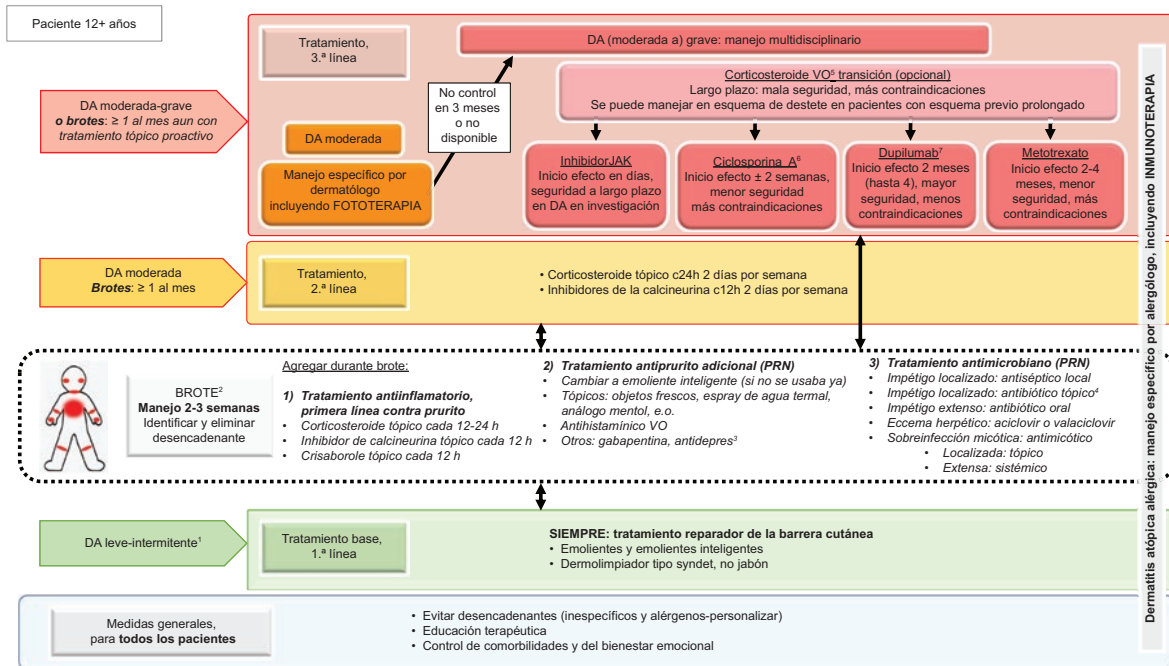 Paciente 12+ años
Tratamiento,
3.ª línea
DA (moderada a) grave: manejo multidisciplinario
DA moderada-grave
o brotes: ≥ 1 al mes aun con
tratamiento tópico proactivo
No control
en 3 meses
o no
disponible
Corticosteroide VO⁵ transición (opcional)
Largo plazo: mala seguridad, más contraindicaciones
Se puede manejar en esquema de destete en pacientes con esquema previo prolongado
DA moderada
Manejo específico por
dermatólogo
incluyendo FOTOTERAPIA
InhibidorJAK
Inicio efecto en días,
seguridad a largo plazo
en DA en investigación
Ciclosporina A⁶
Inicio efecto ± 2 semanas,
menor seguridad
más contraindicaciones
Dupilumab⁷
Inicio efecto 2 meses
(hasta 4), mayor
seguridad, menos
contraindicaciones
Metotrexato
Inicio efecto 2-4
meses, menor
seguridad, más
contraindicaciones
DA moderada
Brotes: ≥ 1 al mes
Tratamiento,
2.ª línea
• Corticosteroide tópico c24h 2 días por semana
• Inhibidores de la calcineurina c12h 2 días por semana
BROTE²
Manejo 2-3 semanas
Identificar y eliminar
desencadenante
Agregar durante brote:
1) Tratamiento antiinflamatorio,
primera línea contra prurito
• Corticosteroide tópico cada 12-24 h
• Inhibidor de calcineurina tópico cada 12 h
• Crisaborole tópico cada 12 h
2) Tratamiento antiprurito adicional (PRN)
• Cambiar a emoliente inteligente (si no se usaba ya)
• Tópicos: objetos frescos, espray de agua termal,
análogo mental, e.o.
• Antihistamínico VO
• Otros: gabapentina, antidepres³
3) Tratamiento antimicrobiano (PRN)
• Impétigo localizado: antiséptico local
• Impétigo localizado: antibiótico tópico⁴
• Impétigo extenso: antibiótico oral
• Eccema herpético: aciclovir o valaciclovir
• Sobreinfección micótica: antimicótico
• Localizada: tópico
• Extensa: sistémico
DA leve-intermitente¹
Tratamiento base,
1.ª línea
SIEMPRE: tratamiento reparador de la barrera cutánea
• Emolientes y emolientes inteligentes
• Dermolimpiador tipo syndet, no jabón
Medidas generales,
para todos los pacientes
• Evitar desencadenantes (inespecíficos y alérgenos-personalizar)
• Educación terapéutica
• Control de comorbilidades y del bienestar emocional
Dermatitis atópica alérgica: manejo específico por alergólogo, incluyendo INMUNOTERAPIA